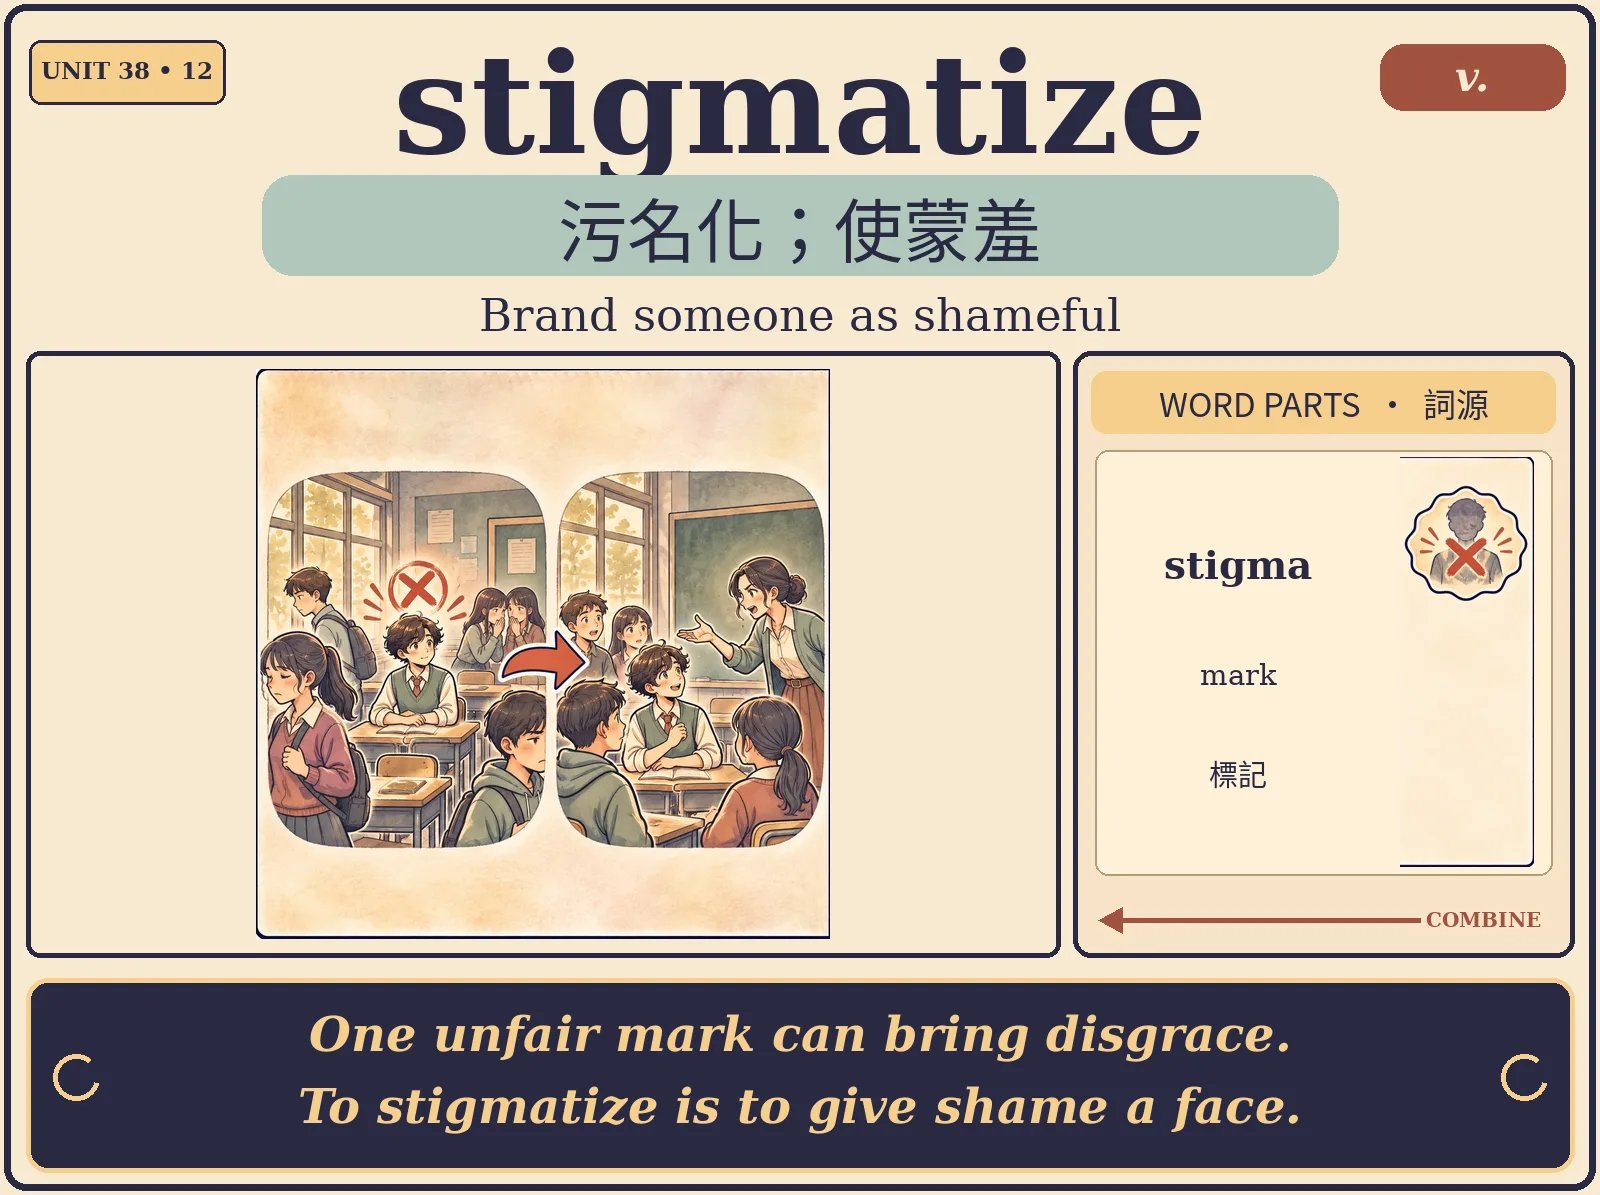 UNIT 38 • 12
stigmatize
v.
污名化；使蒙羞
Brand someone as shameful
WORD PARTS • 詞源
stigma
mark
標記
COMBINE
One unfair mark can bring disgrace.
To stigmatize is to give shame a face.